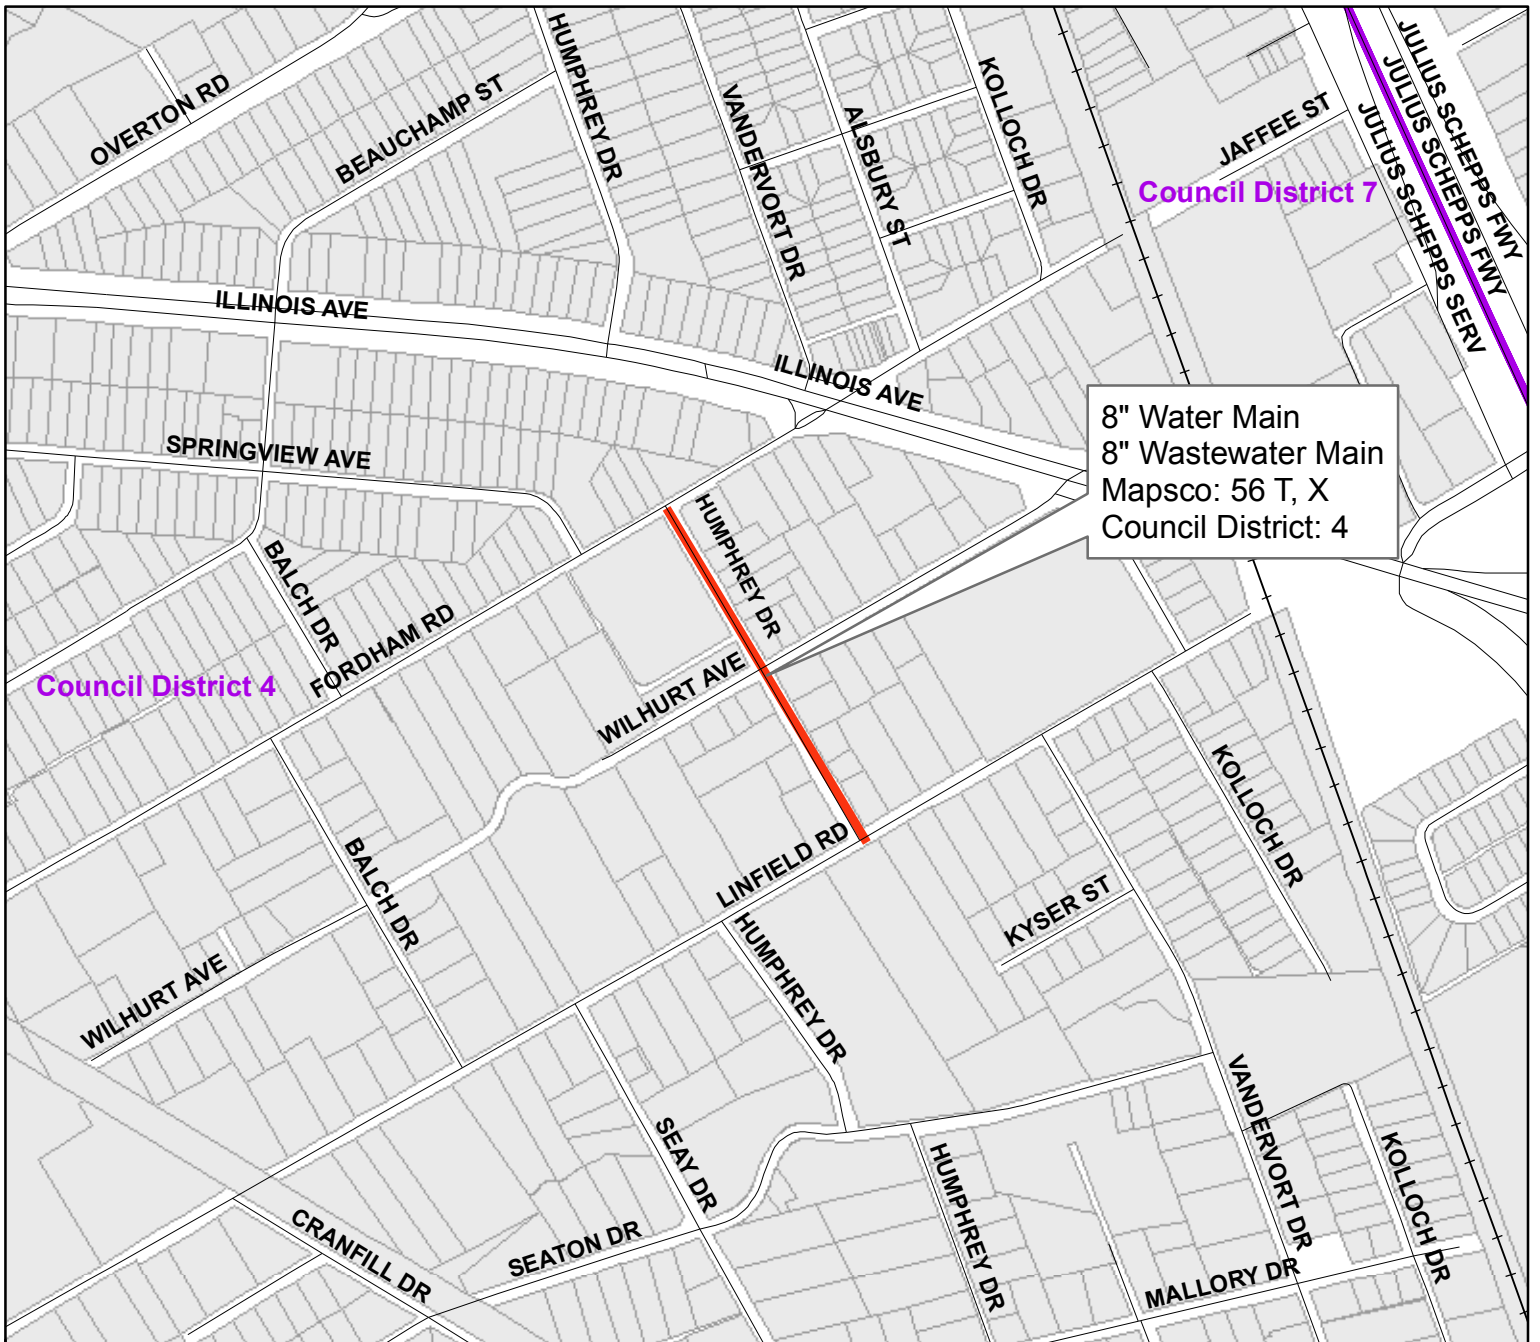 HUMPHREY DR
JULIUS SCHEPPS FWY
JULIUS SCHEPPS FWY
JULIUS SCHEPPS SERV
OVERTON RD
BEAUCHAMP ST
VANDERVORT DR
ALSBURY ST
KOLLOCH DR
JAFFEE ST
Council District 7
ILLINOIS AVE
ILLINOIS AVE
8" Water Main
8" Wastewater Main
Mapsco: 56 T, X
Council District: 4
SPRINGVIEW AVE
HUMPHREY DR
BALCH DR
FORDHAM RD
Council District 4
WILHURT AVE
KOLLOCH DR
BALCH DR
LINFIELD RD
KYSER ST
HUMPHREY DR
WILHURT AVE
VANDERVORT DR
SEAY DR
HUMPHREY DR
KOLLOCH DR
CRANFILL DR
SEATON DR
MALLORY DR